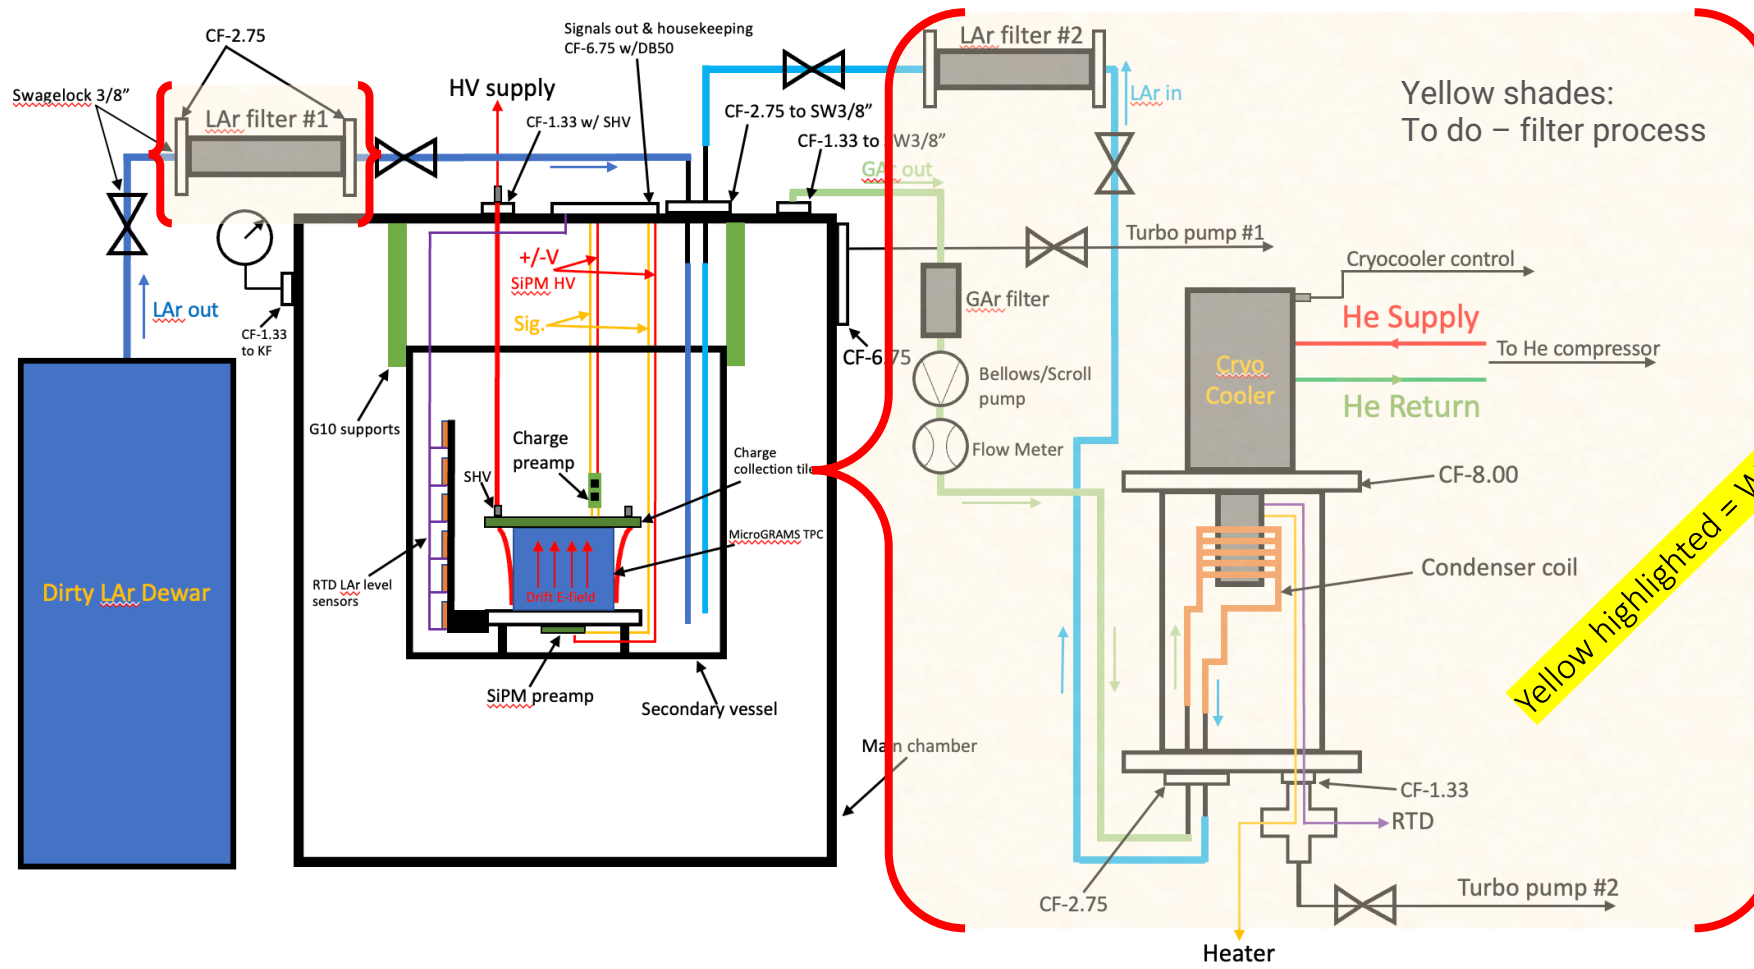 CF-2.75
Swagelock 3/8”
LAr filter #1
Signals out & housekeeping
CF-6.75 w/DB50
HV supply
CF-1.33 w/ SHV
CF-2.75 to SW3/8”
CF-1.33 to SW3/8”
GAr out
LAr filter #2
LAr in
Yellow shades:
To do – filter process
Turbo pump #1
Cryocooler control
LAr out
CF-1.33
to KF
+/-V
SiPM HV
Sig.
CF-6.75
GAr filter
Bellows/Scroll
pump
Flow Meter
He Supply
To He compressor
He Return
Cryo
Cooler
CF-8.00
G10 supports
Charge
preamp
SHV
Charge
collection tile
MicroGRAMS TPC
Drift E-field
RTD LAr level
sensors
Dirty LAr Dewar
SiPM preamp
Secondary vessel
Main chamber
Condenser coil
Yellow highlighted =
CF-1.33
RTD
CF-2.75
Turbo pump #2
Heater